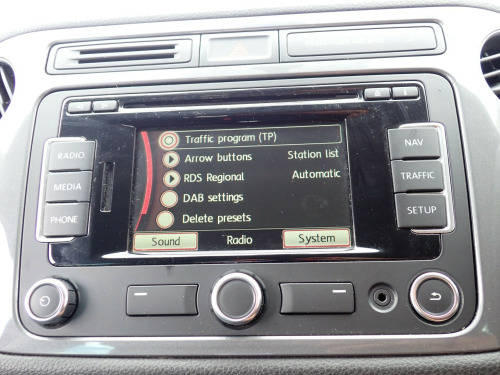 Traffic program (TP)
Arrow buttons Station list
RDS Regional Automatic
DAB settings
Delete presets
Sound Radio System
RADIO
MEDIA
PHONE
NAV
TRAFFIC
SETUP